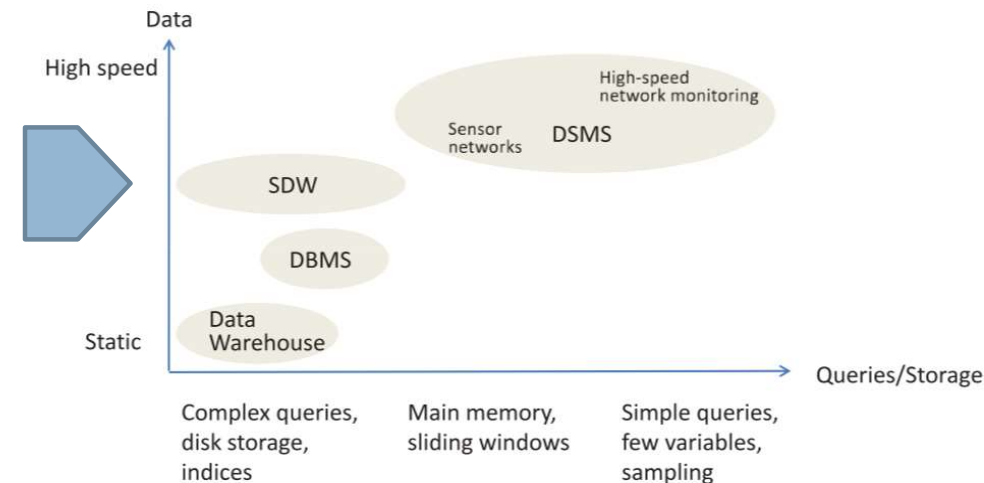 Data
High speed
High-speed
network monitoring
Sensor
networks
DSMS
SDW
DBMS
Data
Warehouse
Static
Queries/Storage
Complex queries,
disk storage,
indices
Main memory,
sliding windows
Simple queries,
few variables,
sampling